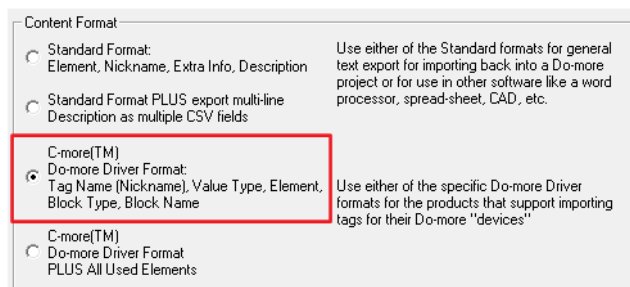 Content Format
Standard Format:
Element, Nickname, Extra Info, Description
Standard Format PLUS export multi-line
Description as multiple CSV fields
Use either of the Standard formats for general
text export for importing back into a Do-more
project or for use in other software like a word
processor, spread-sheet, CAD, etc.
C-more(TM)
Do-more Driver Format:
Tag Name (Nickname), Value Type, Element,
Block Type, Block Name
C-more(TM)
Do-more Driver Format
PLUS All Used Elements
Use either of the specific Do-more Driver
formats for the products that support importing
tags for their Do-more "devices"